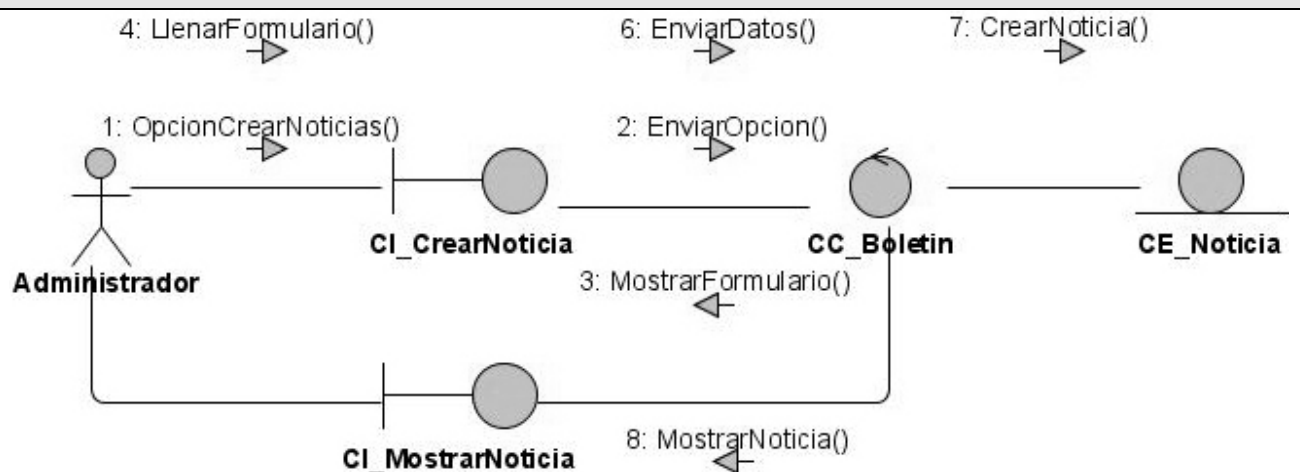 4: LlenarFormulario()
6: EnviarDatos()
7: CrearNoticia()
1: OpcionCrearNoticias()
2: EnviarOpcion()
CI_CrearNoticia
CC_Boletin
CE_Noticia
Administrador
3: MostrarFormulario()
CI_MostrarNoticia
8: MostrarNoticia()